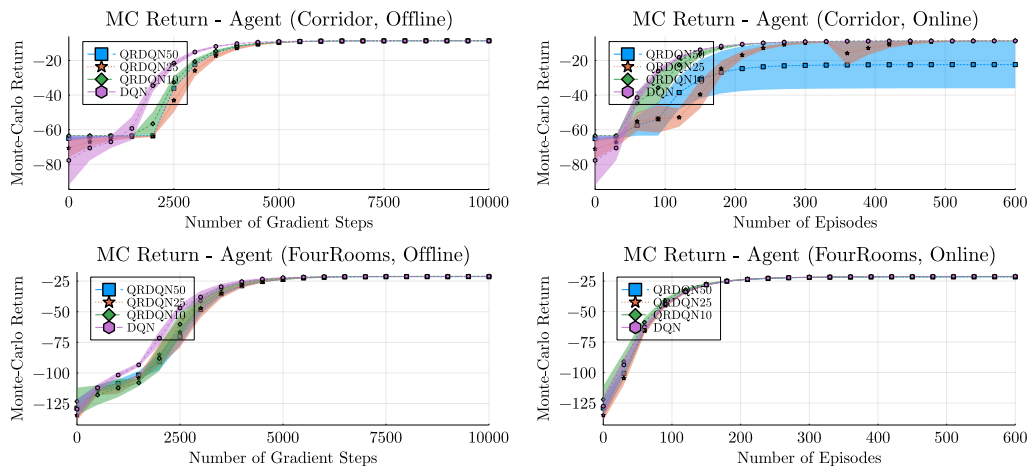 MC Return - Agent (Corridor, Offline)
Monte-Carlo Return
−20
−40
−60
−80
QRDQN50
QRDQN25
QRDQN10
DQN
0
2500
5000
7500
10000
Number of Gradient Steps
MC Return - Agent (Corridor, Online)
Monte-Carlo Return
−20
−40
−60
−80
QRDQN50
QRDQN25
QRDQN10
DQN
0
100
200
300
400
500
600
Number of Episodes
MC Return - Agent (FourRooms, Offline)
Monte-Carlo Return
−25
−50
−75
−100
−125
QRDQN50
QRDQN25
QRDQN10
DQN
0
2500
5000
7500
10000
Number of Gradient Steps
MC Return - Agent (FourRooms, Online)
Monte-Carlo Return
−25
−50
−75
−100
−125
QRDQN50
QRDQN25
QRDQN10
DQN
0
100
200
300
400
500
600
Number of Episodes